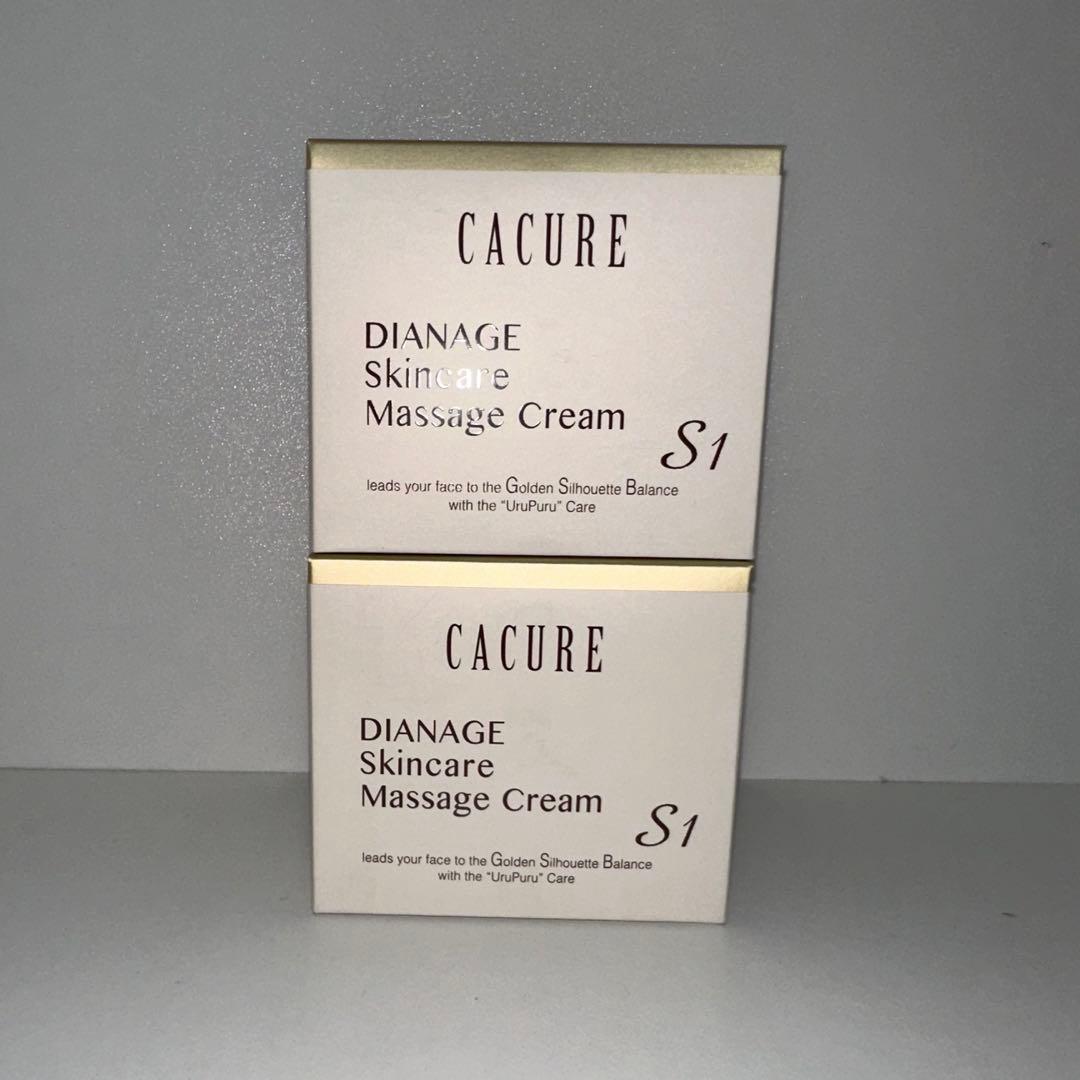 CACURE
DIANAGE
Skincare
Massage Cream
S1
leads your face to the Golden Silhouette Balance
with the "UruPuru" Care
CACURE
DIANAGE
Skincare
Massage Cream
S1
leads your face to the Golden Silhouette Balance
with the "UruPuru" Care